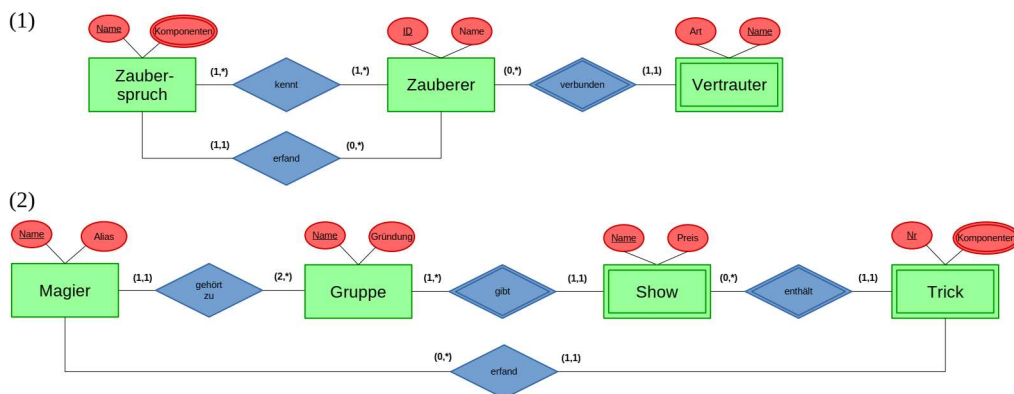 (1)
Name
Komponenten
ID
Name
Art
Name
Zauber-
spruch
(1,*)
kennt
(1,*)
Zauberer
(0,*)
verbunden
(1,1)
Vertrauter
(1,1)
erfand
(0,*)
(2)
Name
Alias
Name
Gründung
Name
Preis
Nr
Komponenten
Magier
(1,1)
gehört
zu
(2,*)
Gruppe
(1,*)
gibt
(1,1)
Show
(0,*)
enthält
(1,1)
Trick
(0,*)
erfand
(1,1)